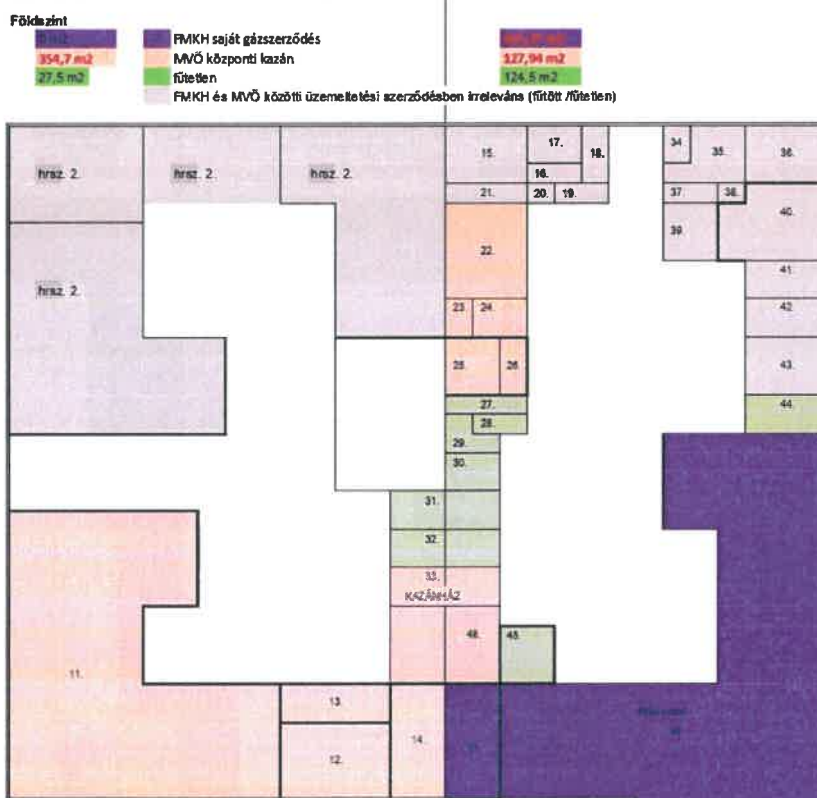 Földszint
0 m2 FMKH saját gázszerződés
354,7 m2 MVÖ központi kazán 127,94 m2
27,5 m2 fűtetlen 124,5 m2
FMKH és MVÖ közötti üzemeltetési szerződésben irreleváns (fűtött /fűtetlen)
hrsz. 2. hrsz. 2. hrsz. 2. 15. 17. 18. 34. 35. 36.
16.
21. 20. 19. 37. 38.
22. 39. 40.
hrsz. 2. 41.
23. 24. 42.
25. 26. 43.
27. 44.
28.
29.
30.
31.
32.
33.
KAZÁNHÁZ
11. 48. 45.
13.
12. 14.